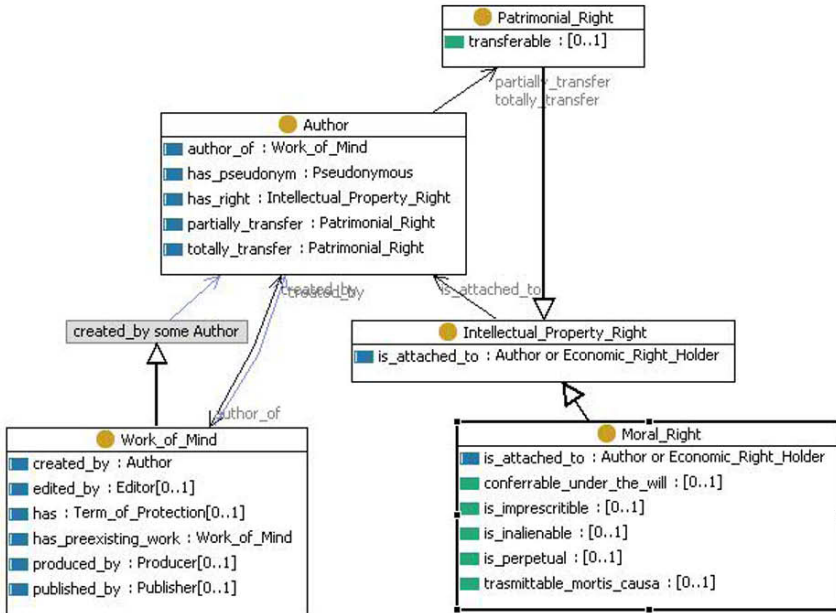 Patrimonial_Right
transferable : [0..1]
partially_transfer
totally_transfer
Author
author_of : Work_of_Mind
has_pseudonym : Pseudonymous
has_right : Intellectual_Property_Right
partially_transfer : Patrimonial_Right
totally_transfer : Patrimonial_Right
created_by
created_by
is_attached_to
created_by some Author
Intellectual_Property_Right
is_attached_to : Author or Economic_Right_Holder
author_of
Work_of_Mind
created_by : Author
edited_by : Editor[0..1]
has : Term_of_Protection[0..1]
has_preexisting_work : Work_of_Mind
produced_by : Producer[0..1]
published_by : Publisher[0..1]
Moral_Right
is_attached_to : Author or Economic_Right_Holder
conferrable_under_the_will : [0..1]
is_imprescritible : [0..1]
is_inalienable : [0..1]
is_perpetual : [0..1]
trasmittable_mortis_causa : [0..1]